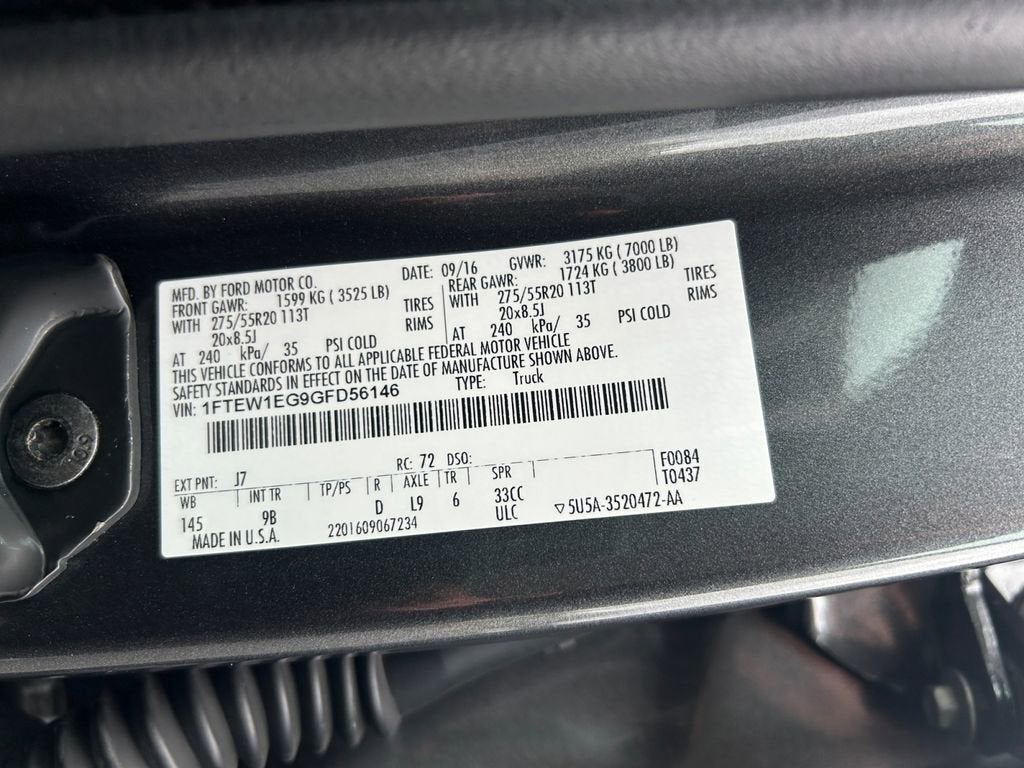 MFD. BY FORD MOTOR CO. DATE: 09/16 GVWR: 3175 KG ( 7000 LB)
FRONT GAWR: 1599 KG ( 3525 LB) REAR GAWR: 1724 KG ( 3800 LB)
WITH 275/55R20 113T TIRES WITH 275/55R20 113T TIRES
20x8.5J RIMS 20x8.5J RIMS
AT 240 kPa/ 35 PSI COLD AT 240 kPa/ 35 PSI COLD
THIS VEHICLE CONFORMS TO ALL APPLICABLE FEDERAL MOTOR VEHICLE
SAFETY STANDARDS IN EFFECT ON THE DATE OF MANUFACTURE SHOWN ABOVE.
VIN: 1FTEW1EG9GFD56146 TYPE: Truck
EXT PNT: J7 RC: 72 DSO: F0084
WB INT TR TP/PS R AXLE TR SPR T0437
145 9B D L9 6 33CC
ULC ▽5U5A-3520472-AA
MADE IN U.S.A. 2201609067234